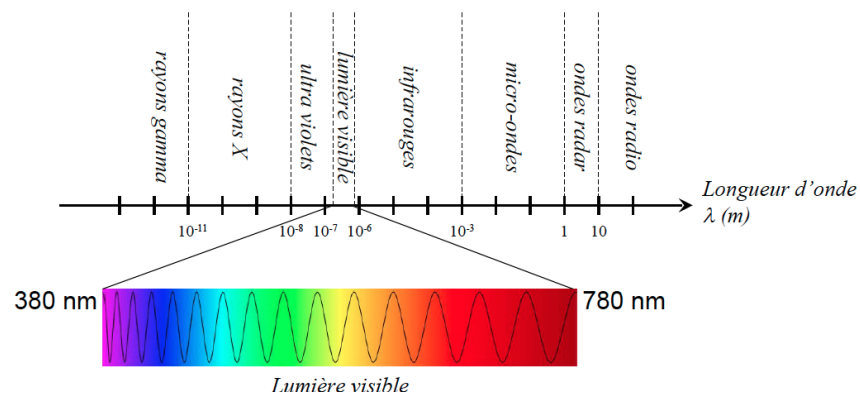 rayons gamma
rayons X
ultra violets
lumière visible
infrarouges
micro-ondes
ondes radar
ondes radio
Longueur d'onde
λ (m)
10-11
10-8
10-7
10-6
10-3
1
10
380 nm
780 nm
Lumière visible